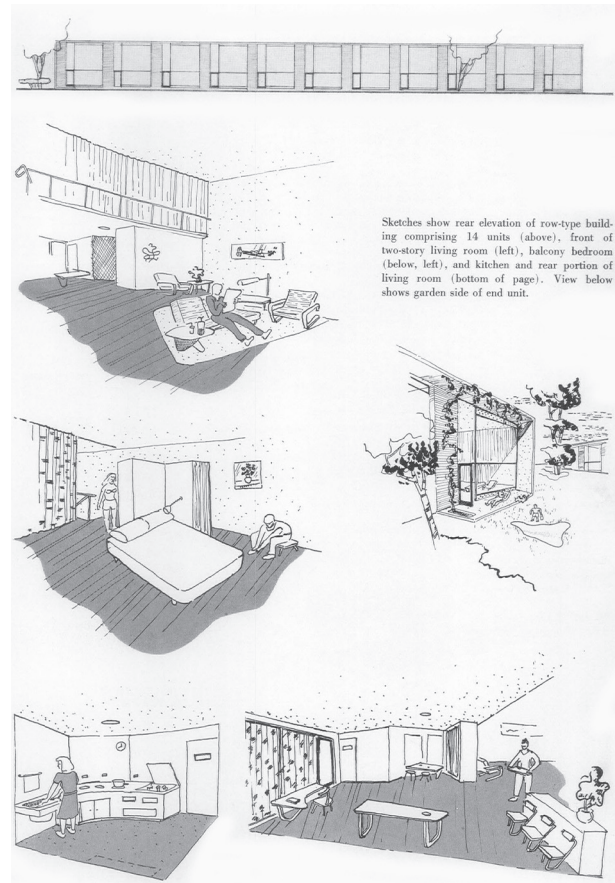 Sketches show rear elevation of row-type build-
ing comprising 14 units (above), front of
two-story living room (left), balcony bedroom
(below, left), and kitchen and rear portion of
living room (bottom of page). View below
shows garden side of end unit.